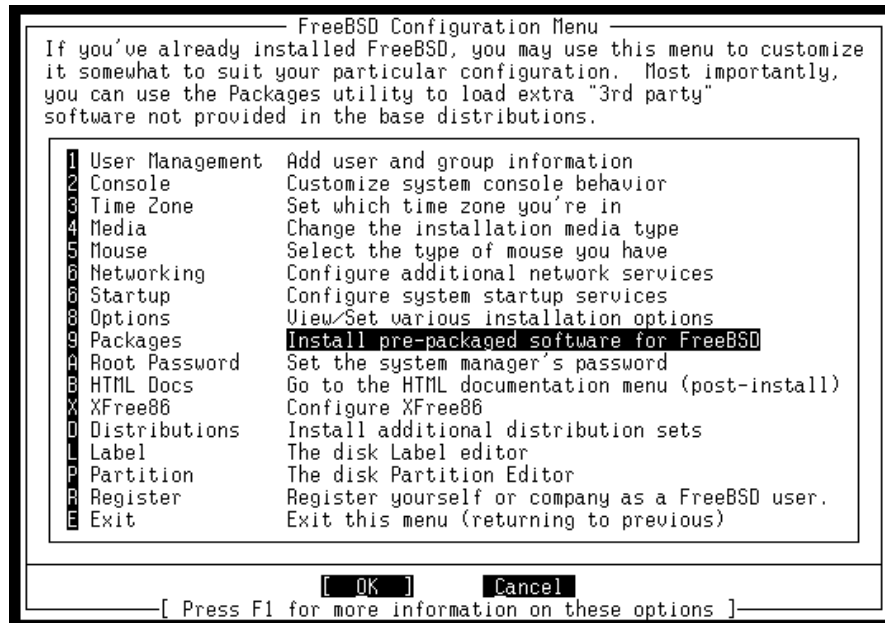 FreeBSD Configuration Menu
If you've already installed FreeBSD, you may use this menu to customize
it somewhat to suit your particular configuration.  Most importantly,
you can use the Packages utility to load extra "3rd party"
software not provided in the base distributions.
1 User Management  Add user and group information
2 Console  Customize system console behavior
3 Time Zone  Set which time zone you're in
4 Media  Change the installation media type
5 Mouse  Select the type of mouse you have
6 Networking  Configure additional network services
6 Startup  Configure system startup services
8 Options  View/Set various installation options
9 Packages  Install pre-packaged software for FreeBSD
A Root Password  Set the system manager's password
B HTML Docs  Go to the HTML documentation menu (post-install)
X XFree86  Configure XFree86
D Distributions  Install additional distribution sets
L Label  The disk Label editor
P Partition  The disk Partition Editor
R Register  Register yourself or company as a FreeBSD user.
E Exit  Exit this menu (returning to previous)
[ OK ]  Cancel
[ Press F1 for more information on these options ]